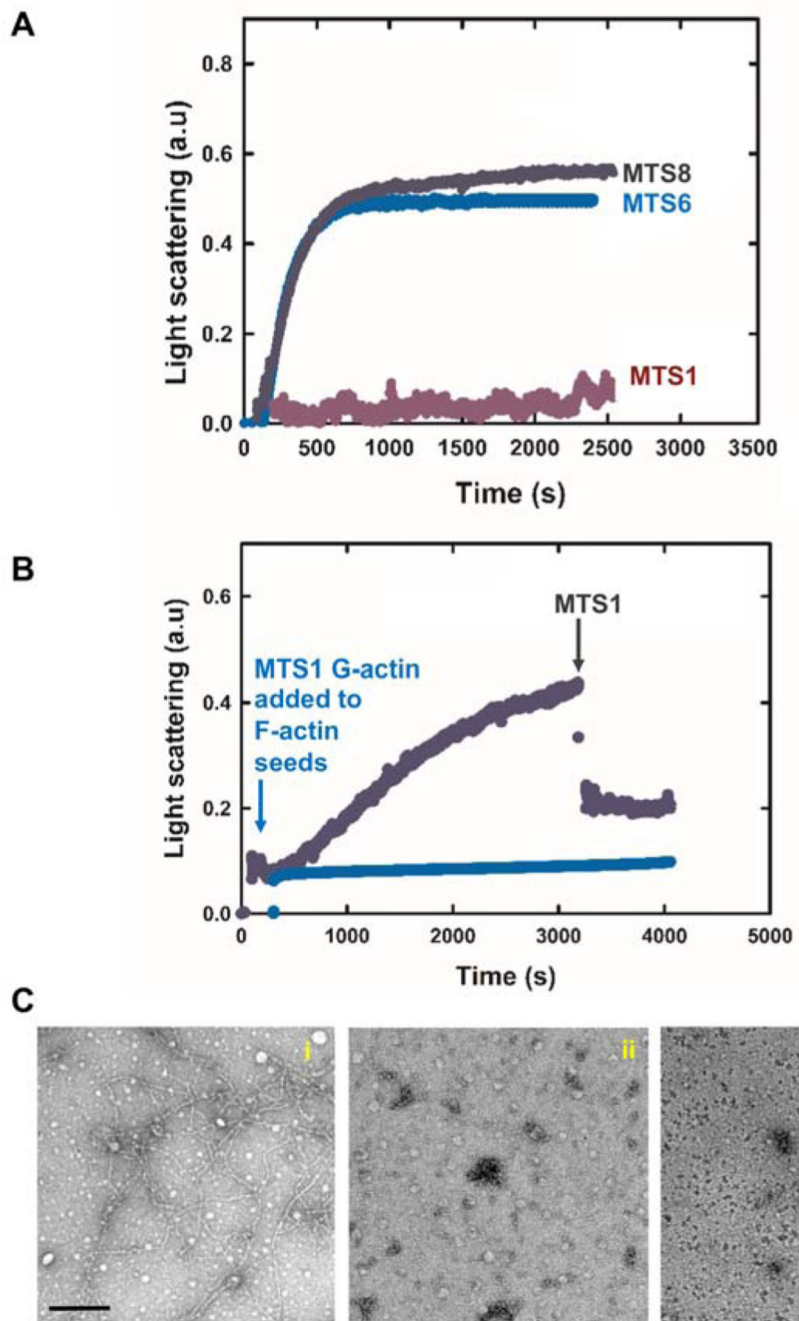 A
Light scattering (a.u)
0.8
0.6
0.4
0.2
0.0
MTS8
MTS6
MTS1
0 500 1000 1500 2000 2500 3000 3500
Time (s)
B
Light scattering (a.u)
0.6
0.4
0.2
0.0
MTS1
MTS1 G-actin
added to
F-actin
seeds
0 1000 2000 3000 4000 5000
Time (s)
C
i
ii